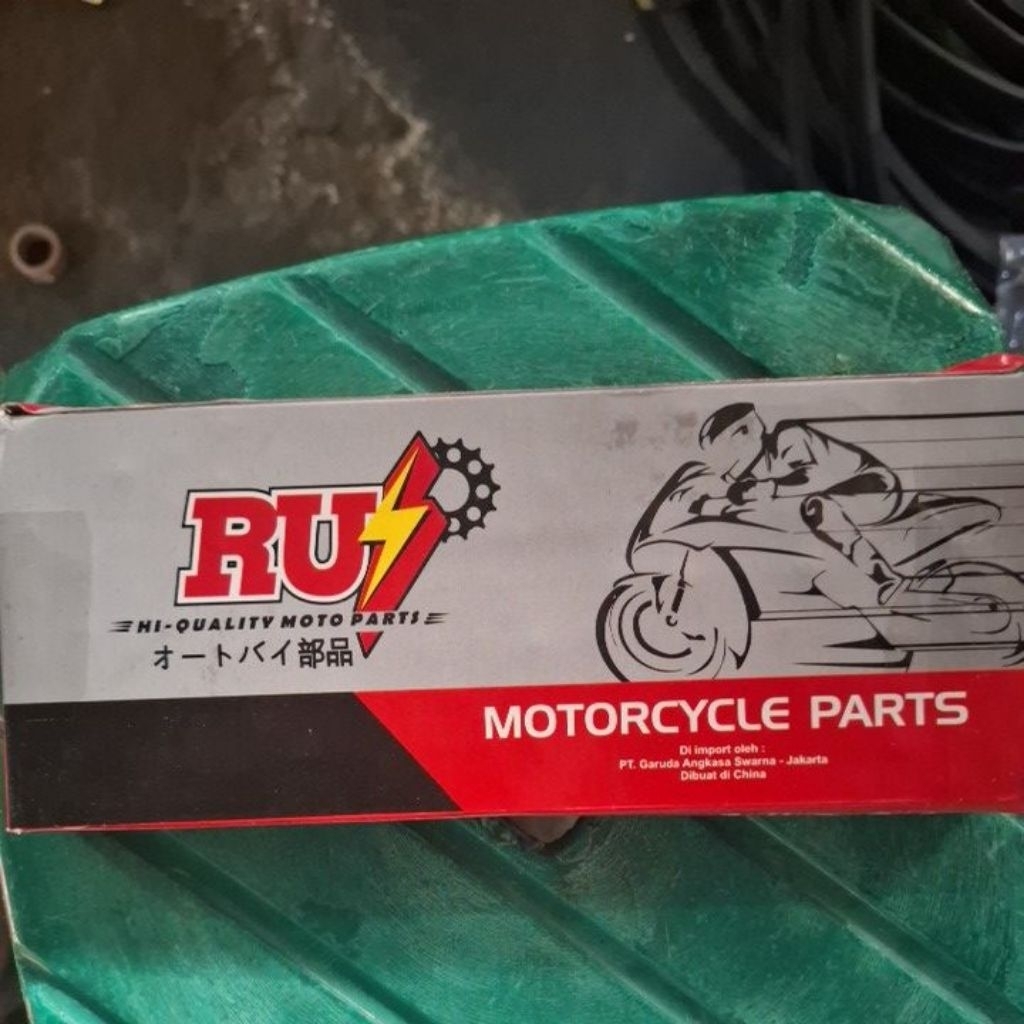 RU
HI-QUALITY MOTO PARTS
オートバイ部品
MOTORCYCLE PARTS
Di import oleh :
PT. Garuda Angkasa Swarna - Jakarta
Dibuat di China